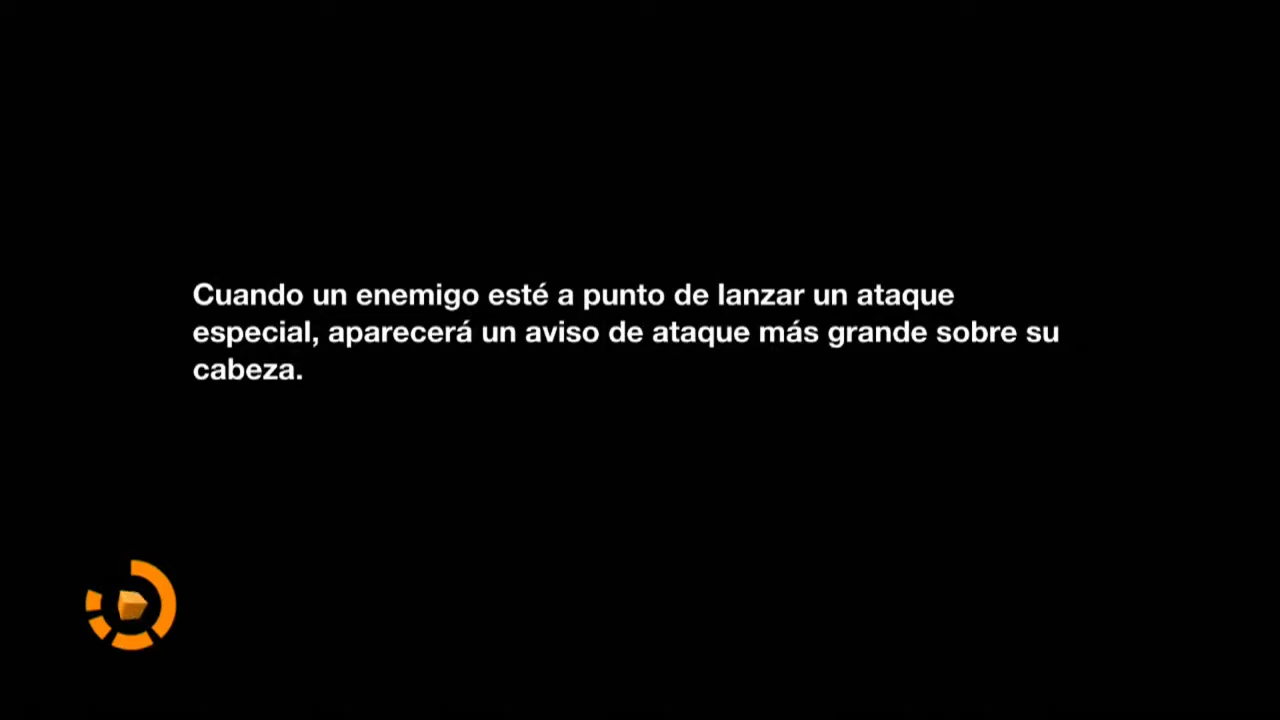 Cuando un enemigo esté a punto de lanzar un ataque
especial, aparecerá un aviso de ataque más grande sobre su
cabeza.